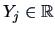 Y_j ∈ ℝ